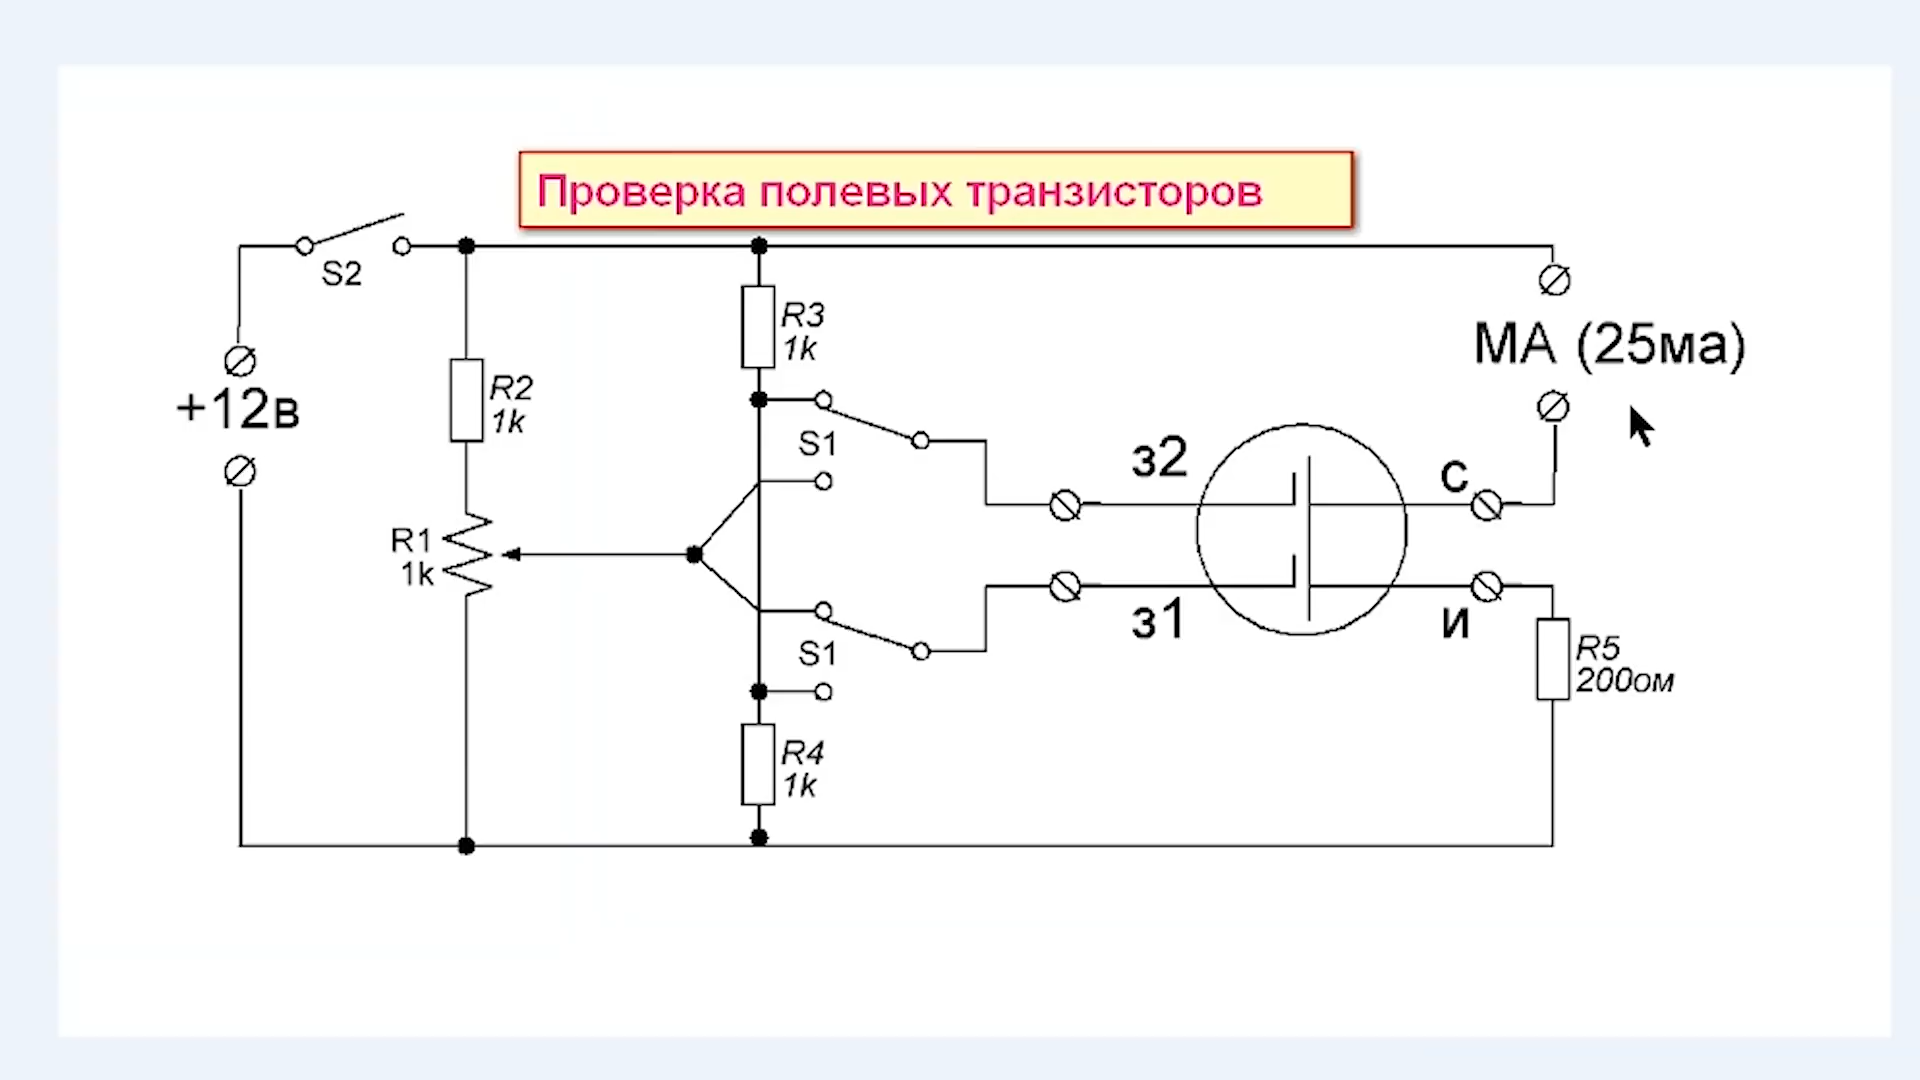 Проверка полевых транзисторов
S2
+12в
R2
1k
R1
1k
R3
1k
S1
S1
R4
1k
з2
з1
с
и
МА (25ма)
R5
200ом